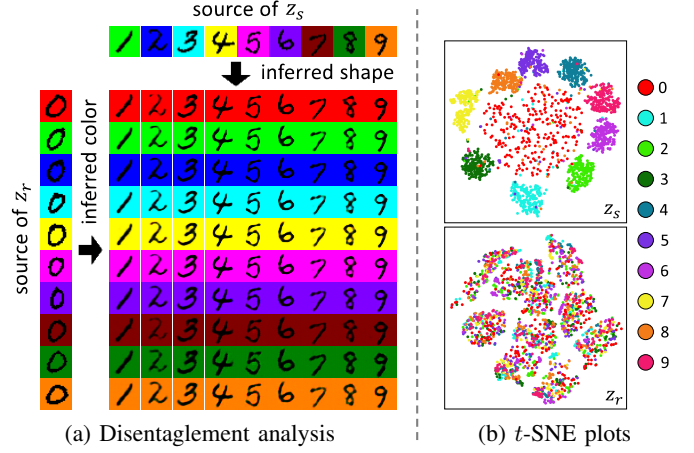 source of z_s
1 2 3 4 5 6 7 8 9
inferred shape
source of z_r
inferred color
0 1 2 3 4 5 6 7 8 9
0 1 2 3 4 5 6 7 8 9
0 1 2 3 4 5 6 7 8 9
0 1 2 3 4 5 6 7 8 9
0 1 2 3 4 5 6 7 8 9
0 1 2 3 4 5 6 7 8 9
0 1 2 3 4 5 6 7 8 9
0 1 2 3 4 5 6 7 8 9
0 1 2 3 4 5 6 7 8 9
0 1 2 3 4 5 6 7 8 9
(a) Disentaglement analysis
z_s
z_r
0
1
2
3
4
5
6
7
8
9
(b) t-SNE plots